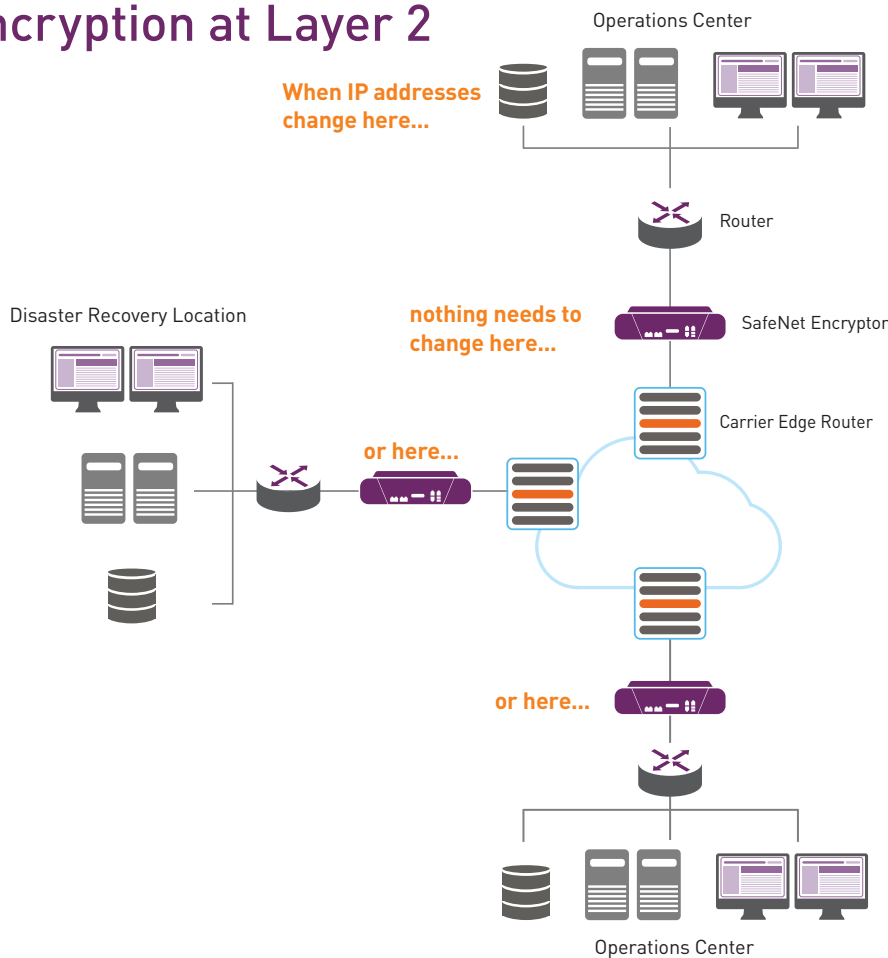 ncryption at Layer 2
Operations Center
When IP addresses
change here...
Router
Disaster Recovery Location
nothing needs to
change here...
SafeNet Encryptor
Carrier Edge Router
or here...
or here...
Operations Center